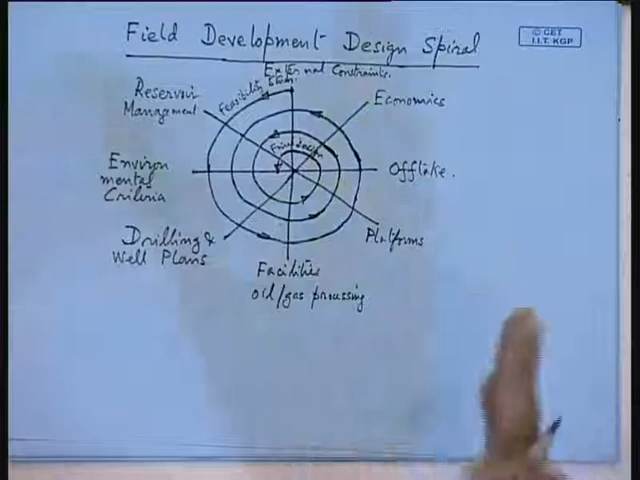 Field Development Design Spiral
© CET
I.I.T. KGP
External Constraints.
Feasibility Study
Reservoir
Management
Economics
Final design
Environ
mental
Criteria
Offtake.
Drilling &
Well Plans
Platforms
Facilities
oil/gas processing